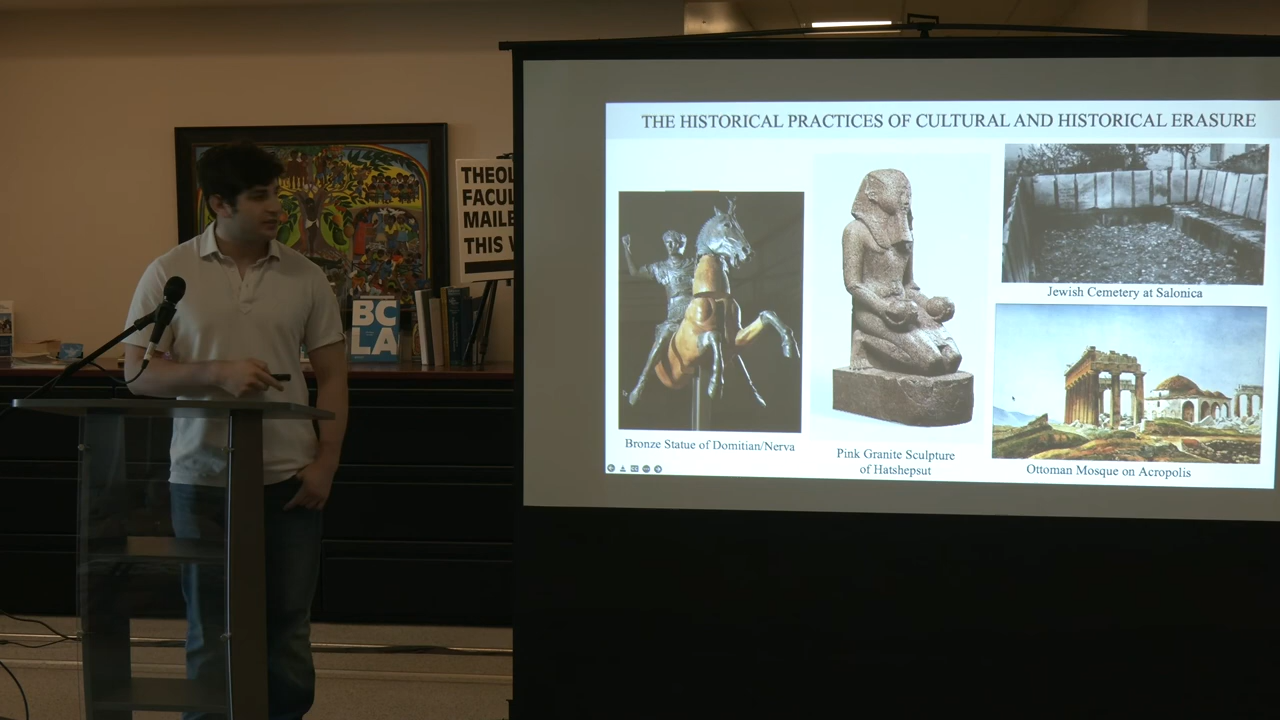 THEOL
FACUL
MAILE
THIS
BC
LA
THE HISTORICAL PRACTICES OF CULTURAL AND HISTORICAL ERASURE
Bronze Statue of Domitian/Nerva
Pink Granite Sculpture
of Hatshepsut
Jewish Cemetery at Salonica
Ottoman Mosque on Acropolis